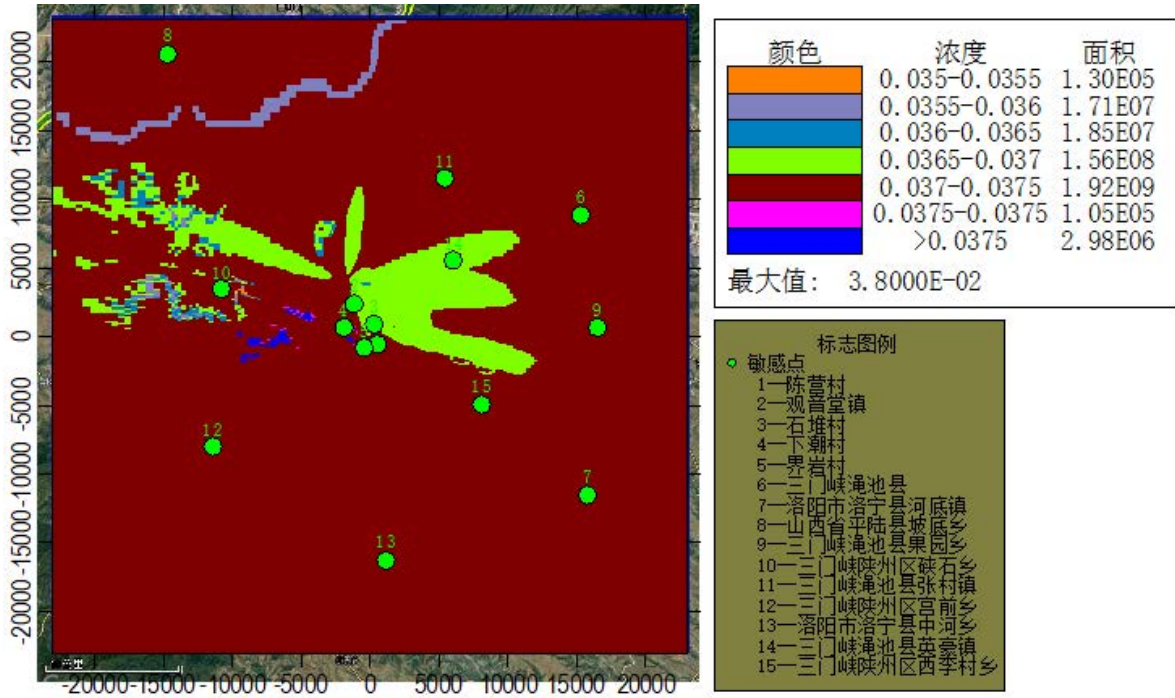 颜色 浓度 面积
0.035-0.0355 1.30E05
0.0355-0.036 1.71E07
0.036-0.0365 1.85E07
0.0365-0.037 1.56E08
0.037-0.0375 1.92E09
0.0375-0.0375 1.05E05
>0.0375 2.98E06
最大值: 3.8000E-02
标志图例
敏感点
1—陈营村
2—观音堂镇
3—石堆村
4—下潮村
5—界岩村
6—三门峡渑池县
7—洛阳市洛宁县河底镇
8—山西省平陆县坡底乡
9—三门峡渑池县果园乡
10—三门峡陕州区硖石乡
11—三门峡渑池县张村镇
12—三门峡陕州区宫前乡
13—洛阳市洛宁县中河乡
14—三门峡渑池县英豪镇
15—三门峡陕州区西李村乡
20000
15000
10000
5000
0
-5000
-10000
-15000
-20000
8
11
6
14
10
3
4
9
15
12
7
13
-20000 -15000 -10000 -5000 0 5000 10000 15000 20000